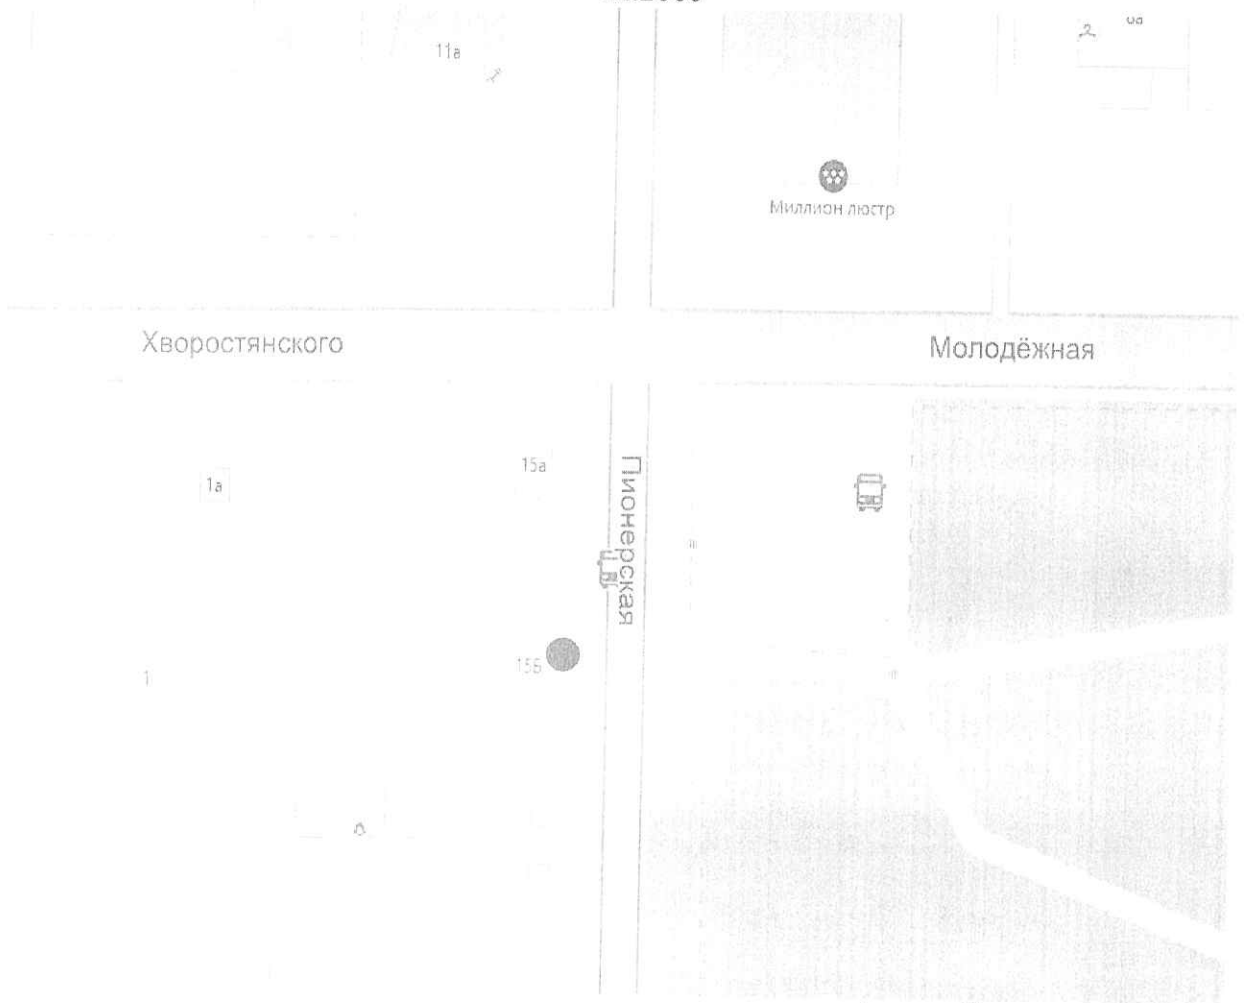 11а
Миллион люстр
Хворостянского
Молодёжная
15а
1а
Пионерская
15Б
1